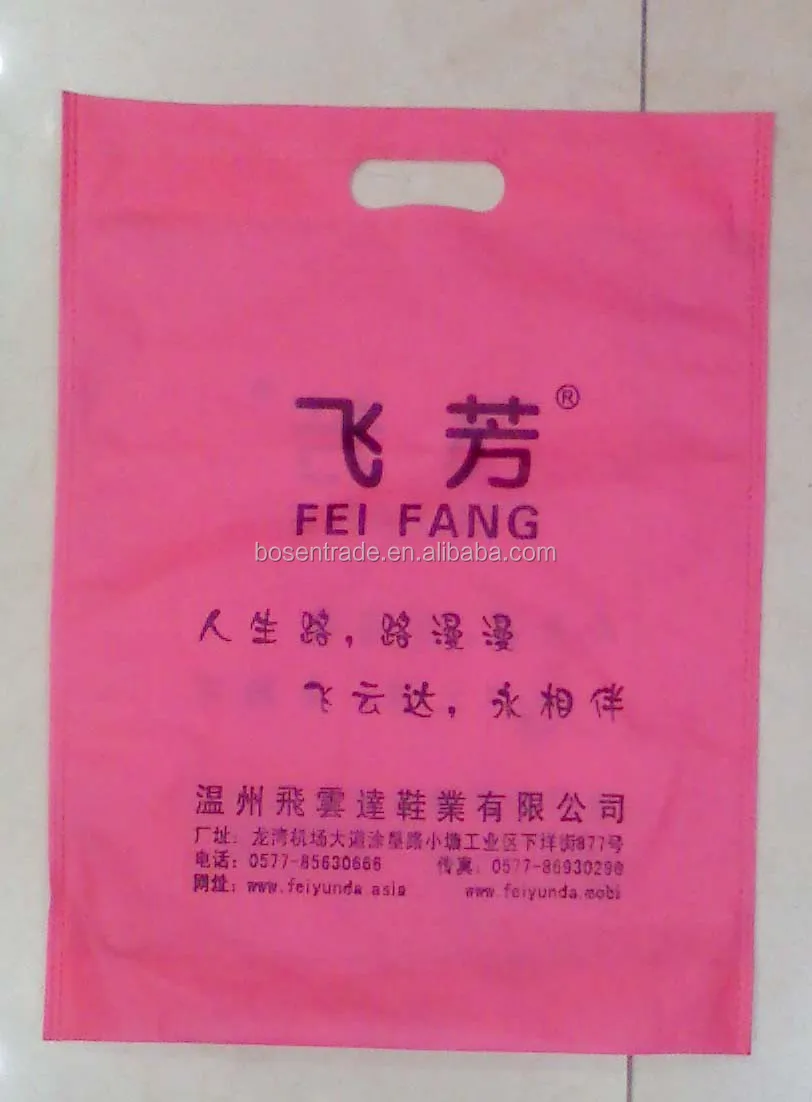 飞 芳®
FEI FANG
bosentrade.en.alibaba.com
人生路，路漫漫
飞云达，永相伴
温州飛雲達鞋業有限公司
厂址：龙湾机场大道涂垦路小塘工业区下垟街877号
电话：0577-85630666 传真：0577-86930290
网址：www.feiyunda.asia www.feiyunda.mobi